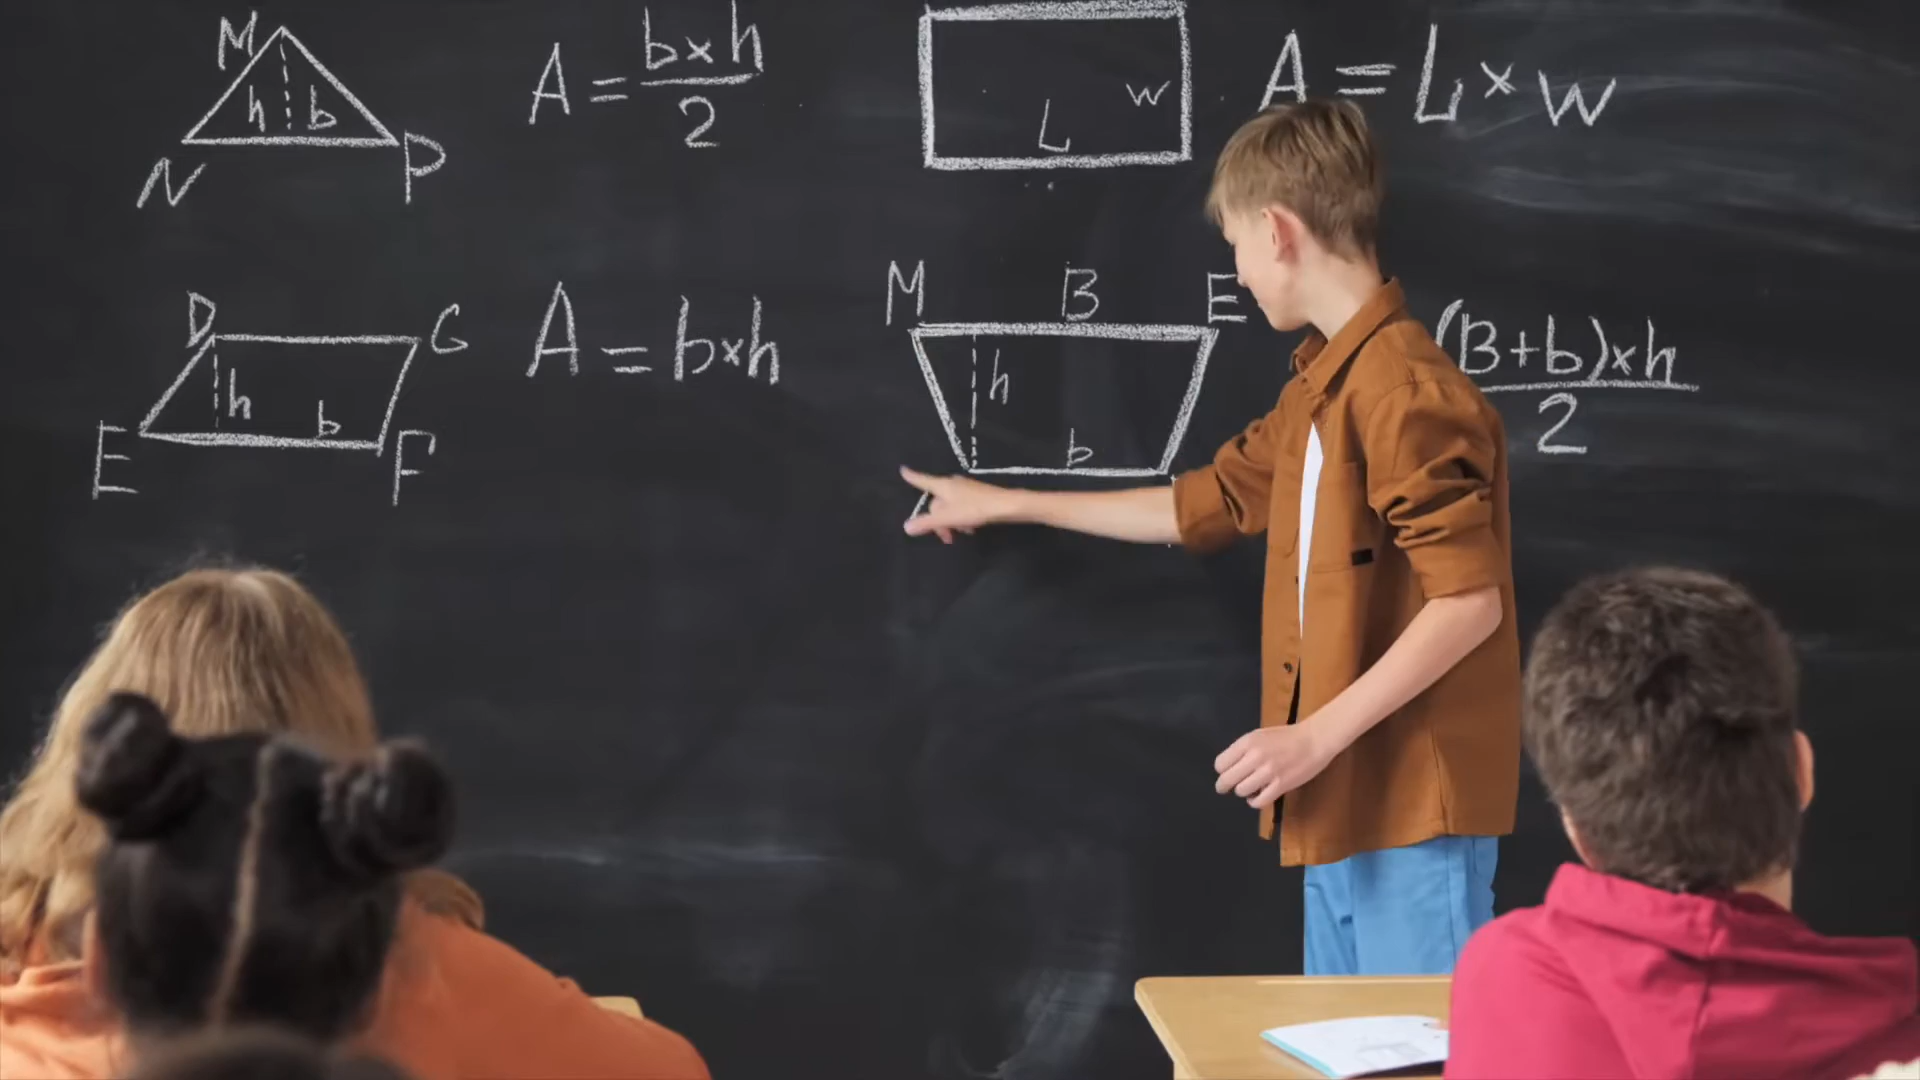 M
h b
N P
A = b×h
2
L w
A = L×w
D G
h b
E F
A = b×h
M B E
h
b
(B+b)×h
2